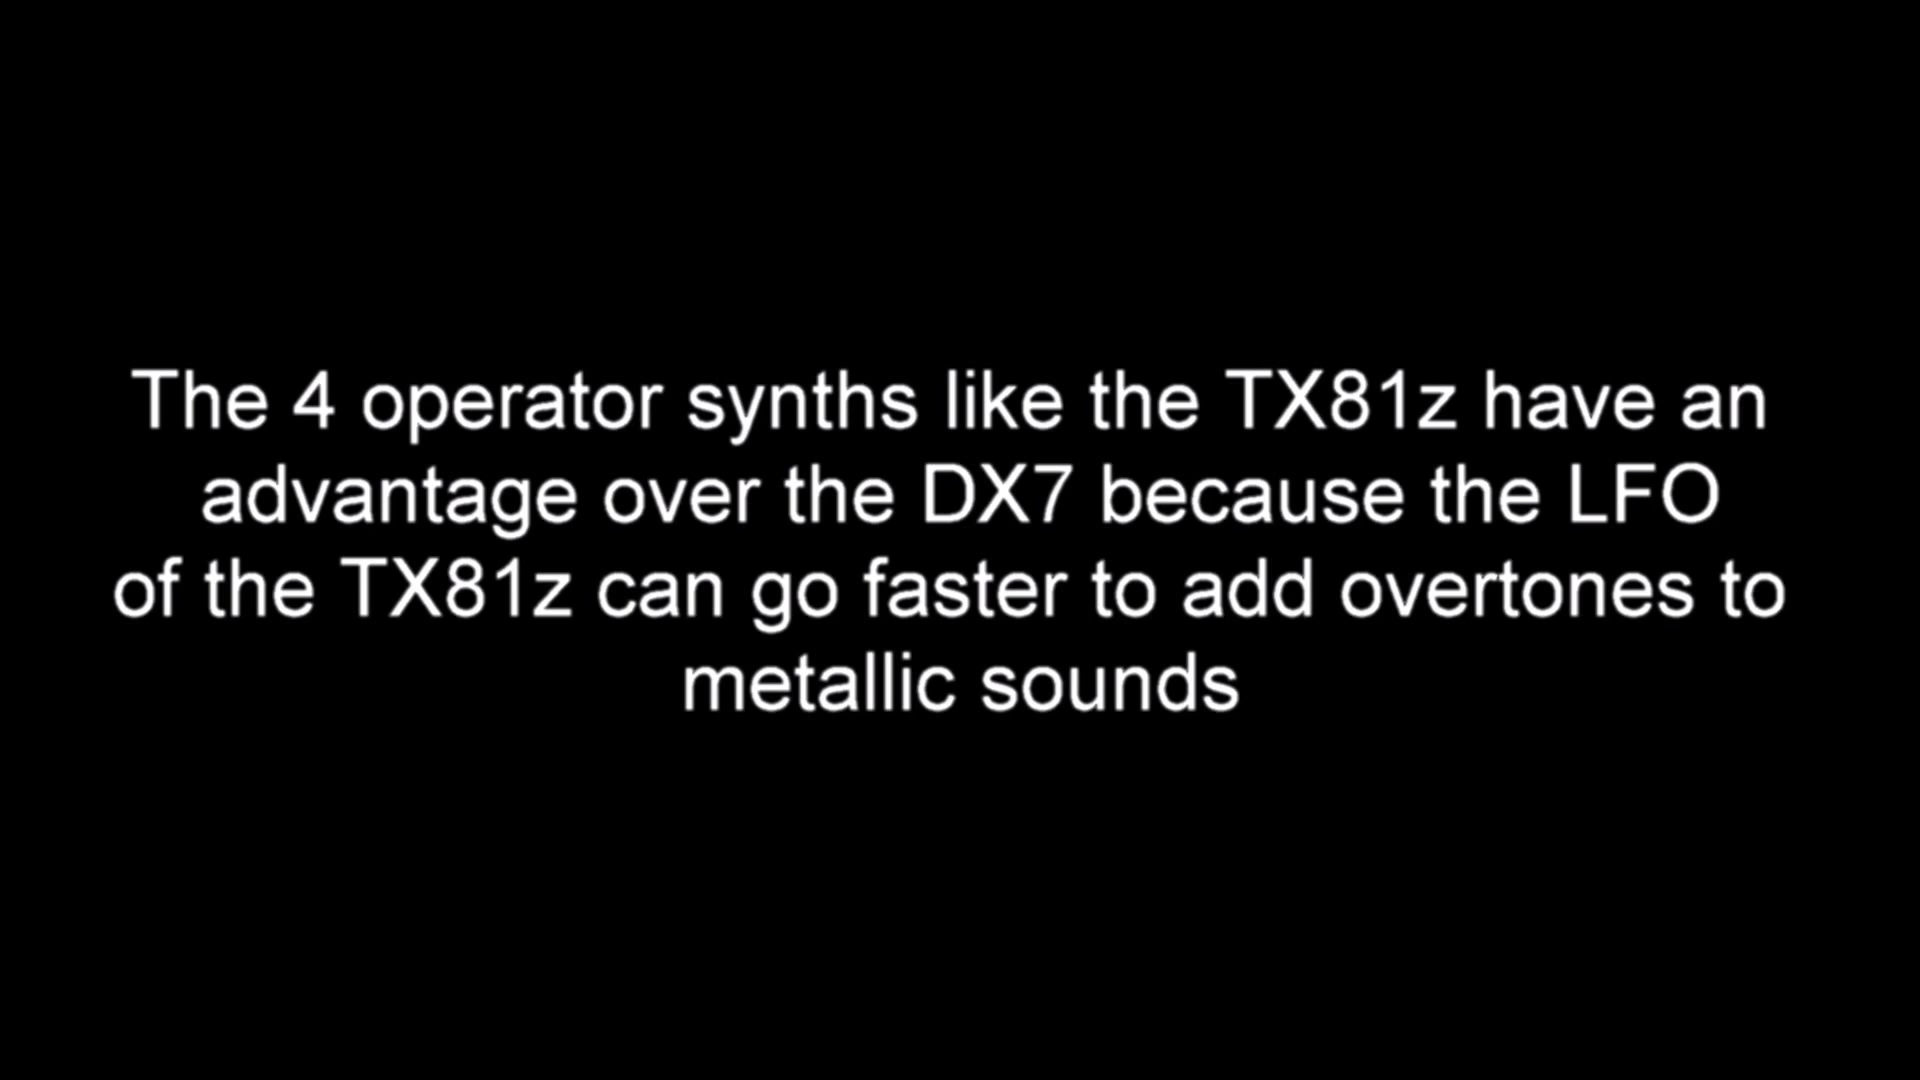 The 4 operator synths like the TX81z have an
advantage over the DX7 because the LFO
of the TX81z can go faster to add overtones to
metallic sounds